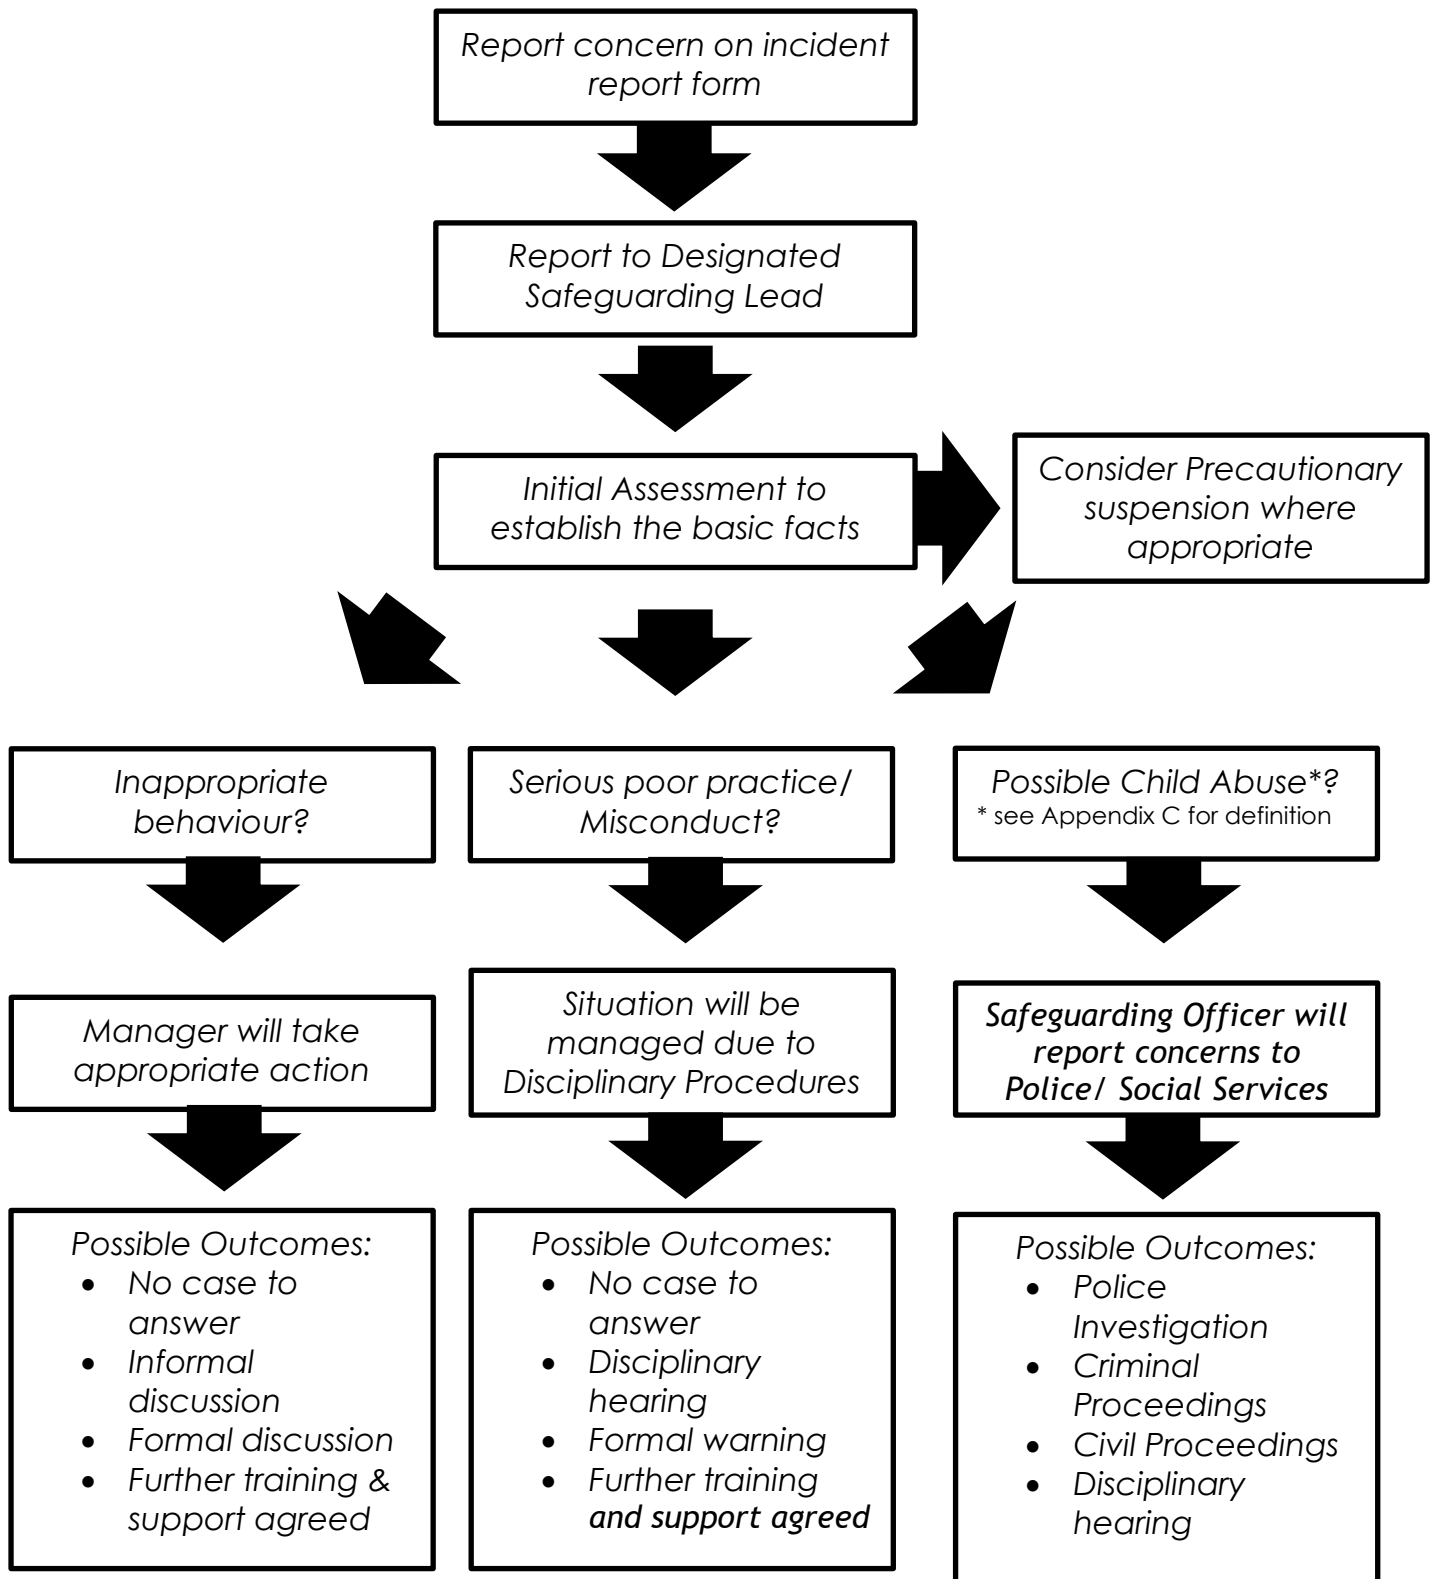 Report concern on incident
report form
Report to Designated
Safeguarding Lead
Initial Assessment to
establish the basic facts
Consider Precautionary
suspension where
appropriate
Inappropriate
behaviour?
Serious poor practice/
Misconduct?
Possible Child Abuse*?
* see Appendix C for definition
Manager will take
appropriate action
Situation will be
managed due to
Disciplinary Procedures
Safeguarding Officer will
report concerns to
Police/ Social Services
Possible Outcomes:
• No case to
answer
• Informal
discussion
• Formal discussion
• Further training &
support agreed
Possible Outcomes:
• No case to
answer
• Disciplinary
hearing
• Formal warning
• Further training
and support agreed
Possible Outcomes:
• Police
Investigation
• Criminal
Proceedings
• Civil Proceedings
• Disciplinary
hearing